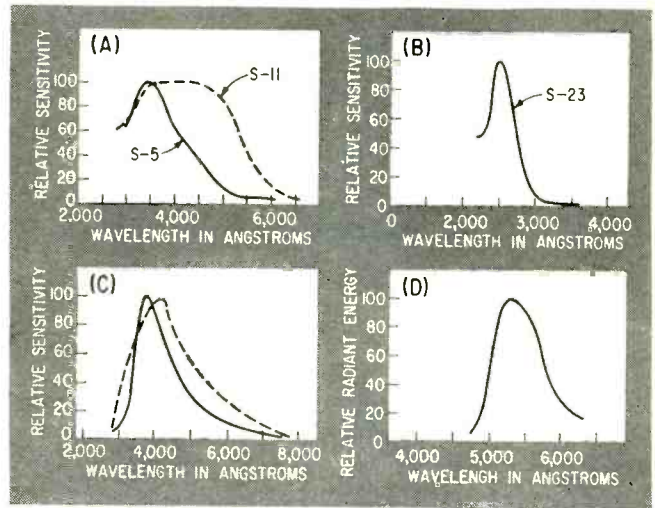 (A)
RELATIVE SENSITIVITY
100
80
60
40
20
0
S-11
S-5
2,000 4,000 6,000
WAVELENGTH IN ANGSTROMS
(B)
RELATIVE SENSITIVITY
100
80
60
40
20
0
S-23
0 2,000 3,000 4,000
WAVELENGTH IN ANGSTROMS
(C)
RELATIVE SENSITIVITY
100
80
60
40
20
0
2,000 4,000 6,000 8,000
WAVELENGTH IN ANGSTROMS
(D)
RELATIVE RADIANT ENERGY
100
80
60
40
20
0
4,000 5,000 6,000
WAVELENGH IN ANGSTROMS